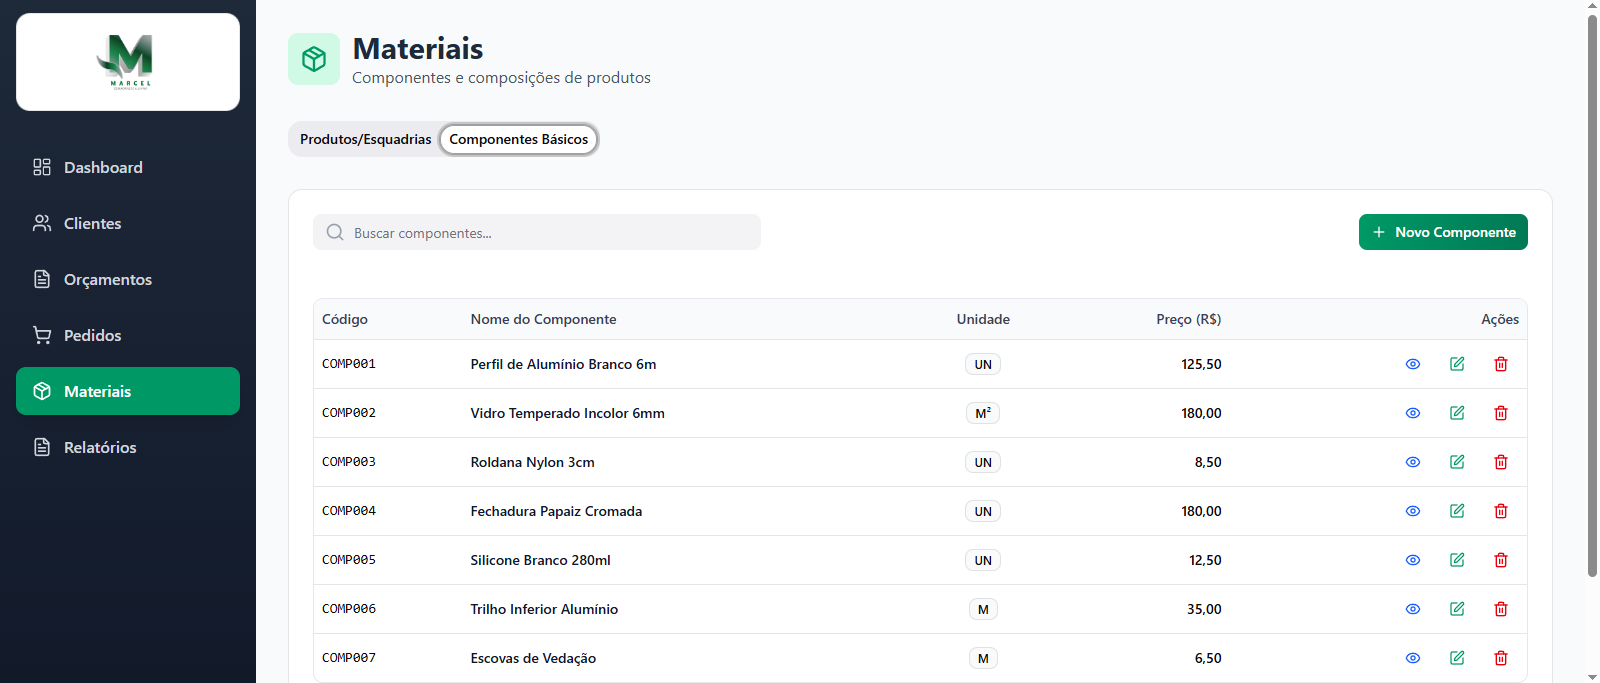 MARCEL
Dashboard
Clientes
Orçamentos
Pedidos
Materiais
Relatórios
Materiais
Componentes e composições de produtos
Produtos/Esquadrias Componentes Básicos
Buscar componentes...
+ Novo Componente
Código Nome do Componente Unidade Preço (R$) Ações
COMP001 Perfil de Alumínio Branco 6m UN 125,50
COMP002 Vidro Temperado Incolor 6mm M² 180,00
COMP003 Roldana Nylon 3cm UN 8,50
COMP004 Fechadura Papaiz Cromada UN 180,00
COMP005 Silicone Branco 280ml UN 12,50
COMP006 Trilho Inferior Alumínio M 35,00
COMP007 Escovas de Vedação M 6,50